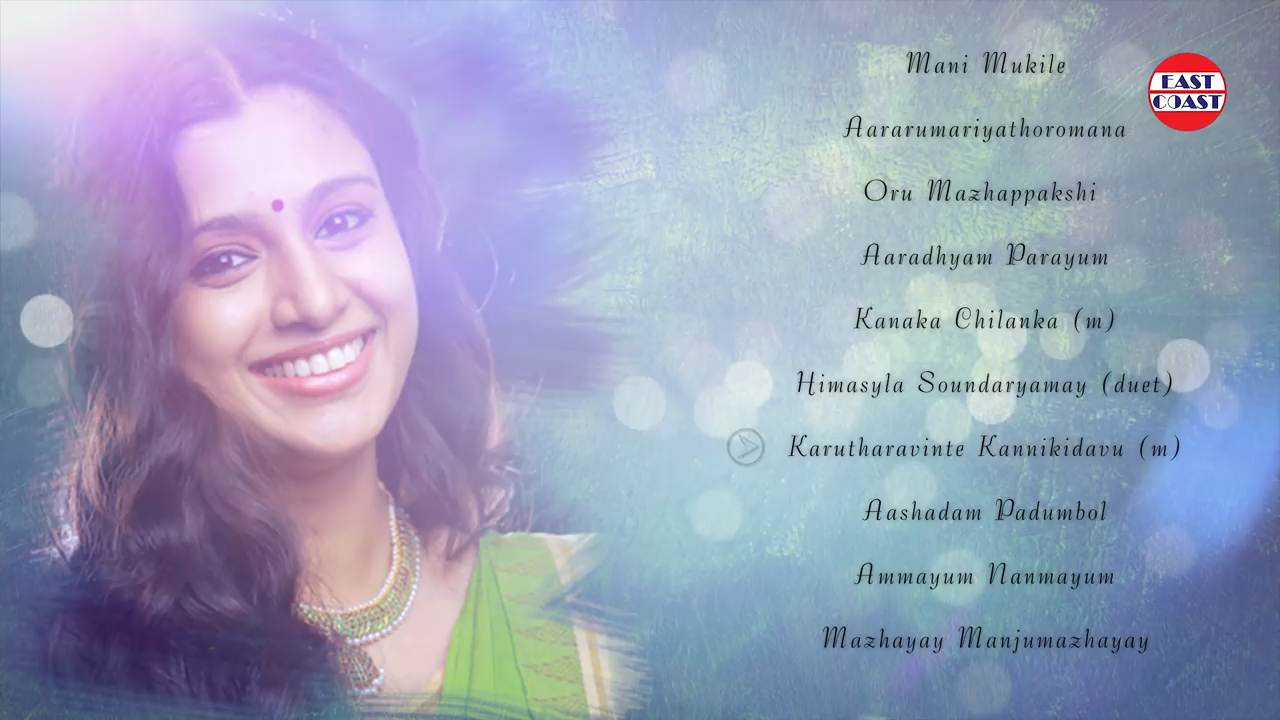 Mani Mukile
EAST
COAST
Aararumariyathoromana
Oru Mazhappakshi
Aaradhyam Parayum
Kanaka Chilanka (m)
Himasyla Soundaryamay (duet)
Karutharavinte Kannikidavu (m)
Aashadam Padumbol
Ammayum Nanmayum
Mazhayay Manjumazhayay